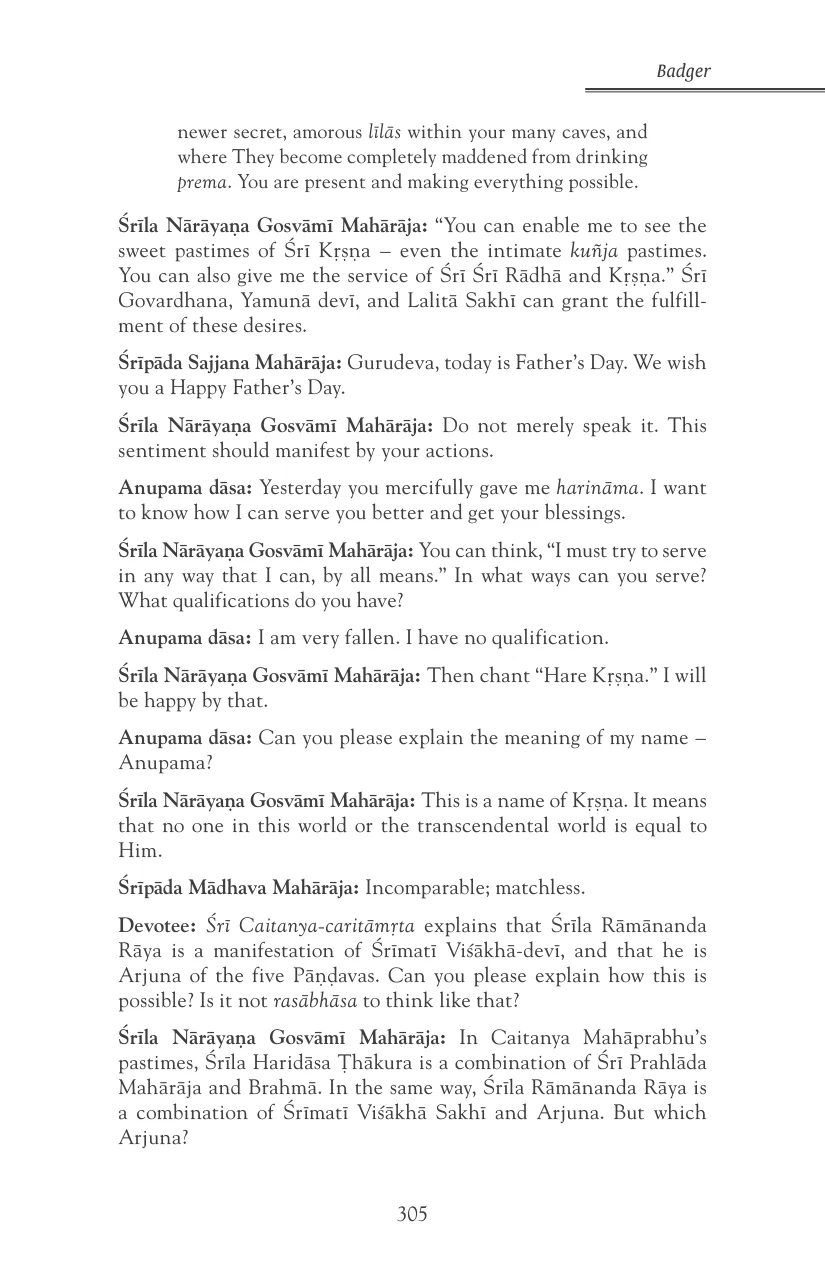 Badger
newer secret, amorous līlās within your many caves, and
where They become completely maddened from drinking
prema. You are present and making everything possible.
Śrīla Nārāyaṇa Gosvāmī Mahārāja: “You can enable me to see the
sweet pastimes of Śrī Kṛṣṇa – even the intimate kuñja pastimes.
You can also give me the service of Śrī Śrī Rādhā and Kṛṣṇa.” Śrī
Govardhana, Yamunā devī, and Lalitā Sakhī can grant the fulfill-
ment of these desires.
Śrīpāda Sajjana Mahārāja: Gurudeva, today is Father’s Day. We wish
you a Happy Father’s Day.
Śrīla Nārāyaṇa Gosvāmī Mahārāja: Do not merely speak it. This
sentiment should manifest by your actions.
Anupama dāsa: Yesterday you mercifully gave me harināma. I want
to know how I can serve you better and get your blessings.
Śrīla Nārāyaṇa Gosvāmī Mahārāja: You can think, “I must try to serve
in any way that I can, by all means.” In what ways can you serve?
What qualifications do you have?
Anupama dāsa: I am very fallen. I have no qualification.
Śrīla Nārāyaṇa Gosvāmī Mahārāja: Then chant “Hare Kṛṣṇa.” I will
be happy by that.
Anupama dāsa: Can you please explain the meaning of my name –
Anupama?
Śrīla Nārāyaṇa Gosvāmī Mahārāja: This is a name of Kṛṣṇa. It means
that no one in this world or the transcendental world is equal to
Him.
Śrīpāda Mādhava Mahārāja: Incomparable; matchless.
Devotee: Śrī Caitanya-caritāmṛta explains that Śrīla Rāmānanda
Rāya is a manifestation of Śrīmatī Viśākhā-devī, and that he is
Arjuna of the five Pāṇḍavas. Can you please explain how this is
possible? Is it not rasābhāsa to think like that?
Śrīla Nārāyaṇa Gosvāmī Mahārāja: In Caitanya Mahāprabhu’s
pastimes, Śrīla Haridāsa Ṭhākura is a combination of Śrī Prahlāda
Mahārāja and Brahmā. In the same way, Śrīla Rāmānanda Rāya is
a combination of Śrīmatī Viśākhā Sakhī and Arjuna. But which
Arjuna?
305